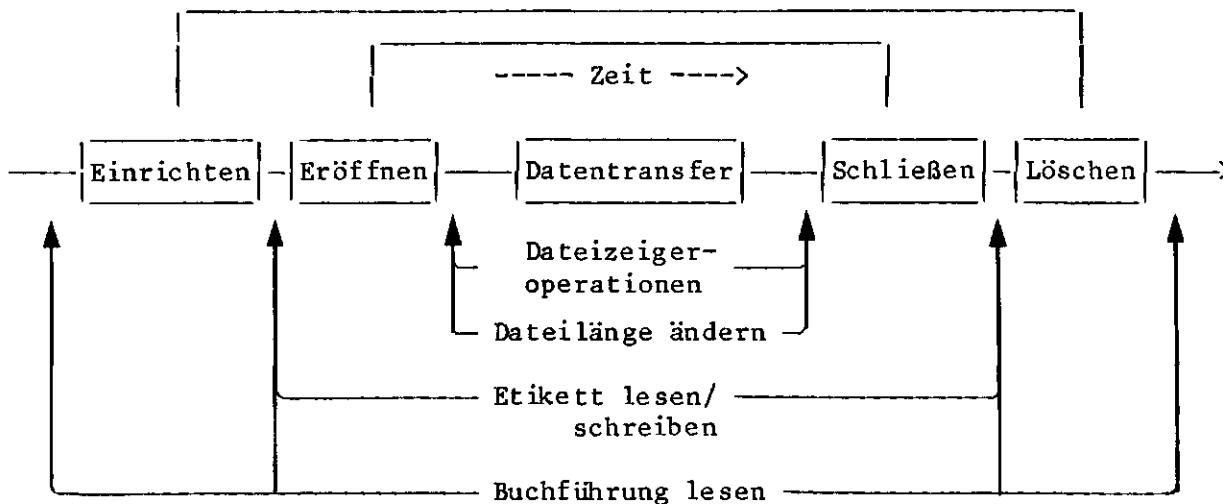 Zeit
Einrichten Eröffnen Datentransfer Schließen Löschen
Dateizeiger-
operationen
Dateilänge ändern
Etikett lesen/
schreiben
Buchführung lesen